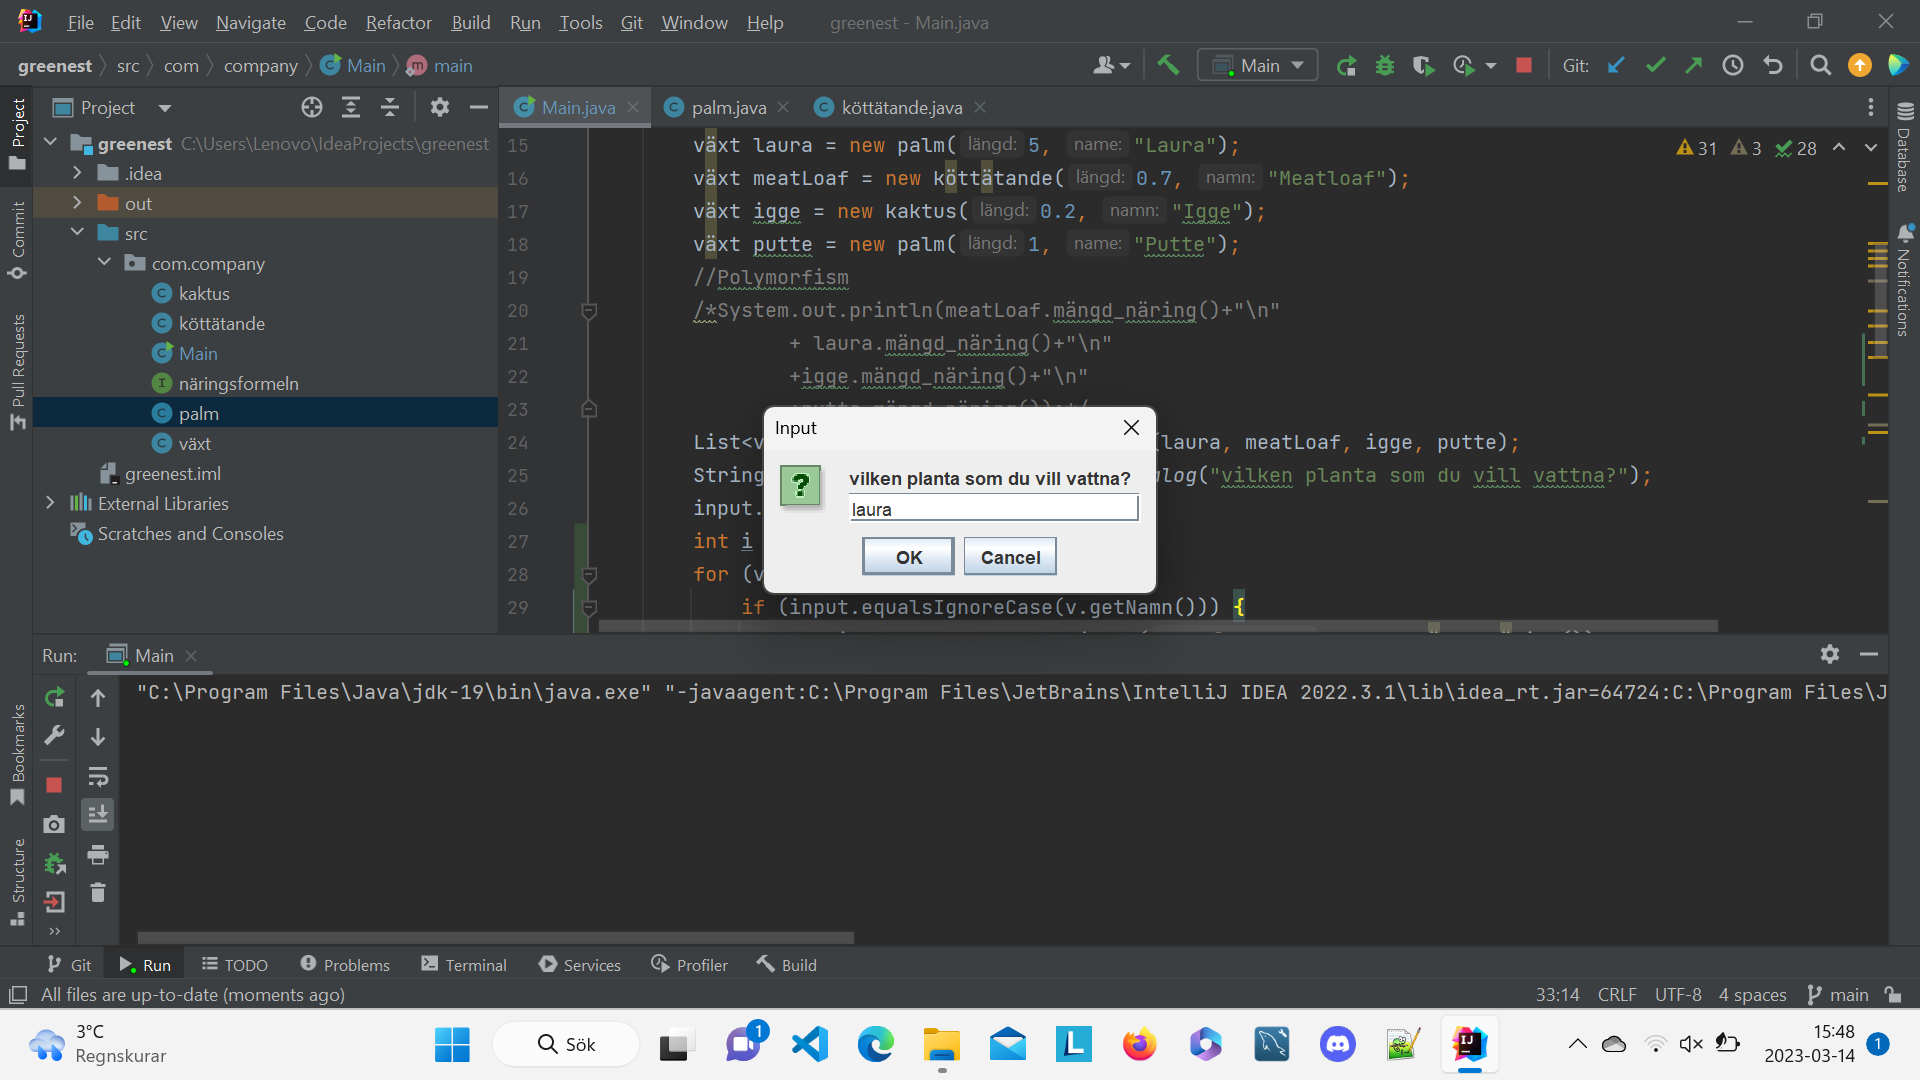 File Edit View Navigate Code Refactor Build Run Tools Git Window Help greenest - Main.java
greenest src com company Main main
Main Git:
Project
Main.java palm.java köttätande.java
greenest C:\Users\Lenovo\IdeaProjects\greenest
.idea
out
src
com.company
kaktus
köttätande
Main
näringsformeln
palm
växt
greenest.iml
External Libraries
Scratches and Consoles
Project
Commit
Pull Requests
Bookmarks
Structure
Database
Notifications
31 3 28
15 växt laura = new palm( längd: 5, name: "Laura");
16 växt meatLoaf = new köttätande( längd: 0.7, namn: "Meatloaf");
17 växt igge = new kaktus( längd: 0.2, namn: "Igge");
18 växt putte = new palm( längd: 1, name: "Putte");
19 //Polymorfism
20 /*System.out.println(meatLoaf.mängd_näring()+"\n"
21 + laura.mängd_näring()+"\n"
22 +igge.mängd_näring()+"\n"
23
24 List<v (laura, meatLoaf, igge, putte);
25 String alog("vilken planta som du vill vattna?");
26 input.
27 int i
28 for (v
29 if (input.equalsIgnoreCase(v.getNamn())) {
Input
vilken planta som du vill vattna?
laura
OK Cancel
Run: Main
"C:\Program Files\Java\jdk-19\bin\java.exe" "-javaagent:C:\Program Files\JetBrains\IntelliJ IDEA 2022.3.1\lib\idea_rt.jar=64724:C:\Program Files\J
Git Run TODO Problems Terminal Services Profiler Build
All files are up-to-date (moments ago) 33:14 CRLF UTF-8 4 spaces main
3°C
Regnskurar
Sök
1
L
IJ
15:48
2023-03-14
1